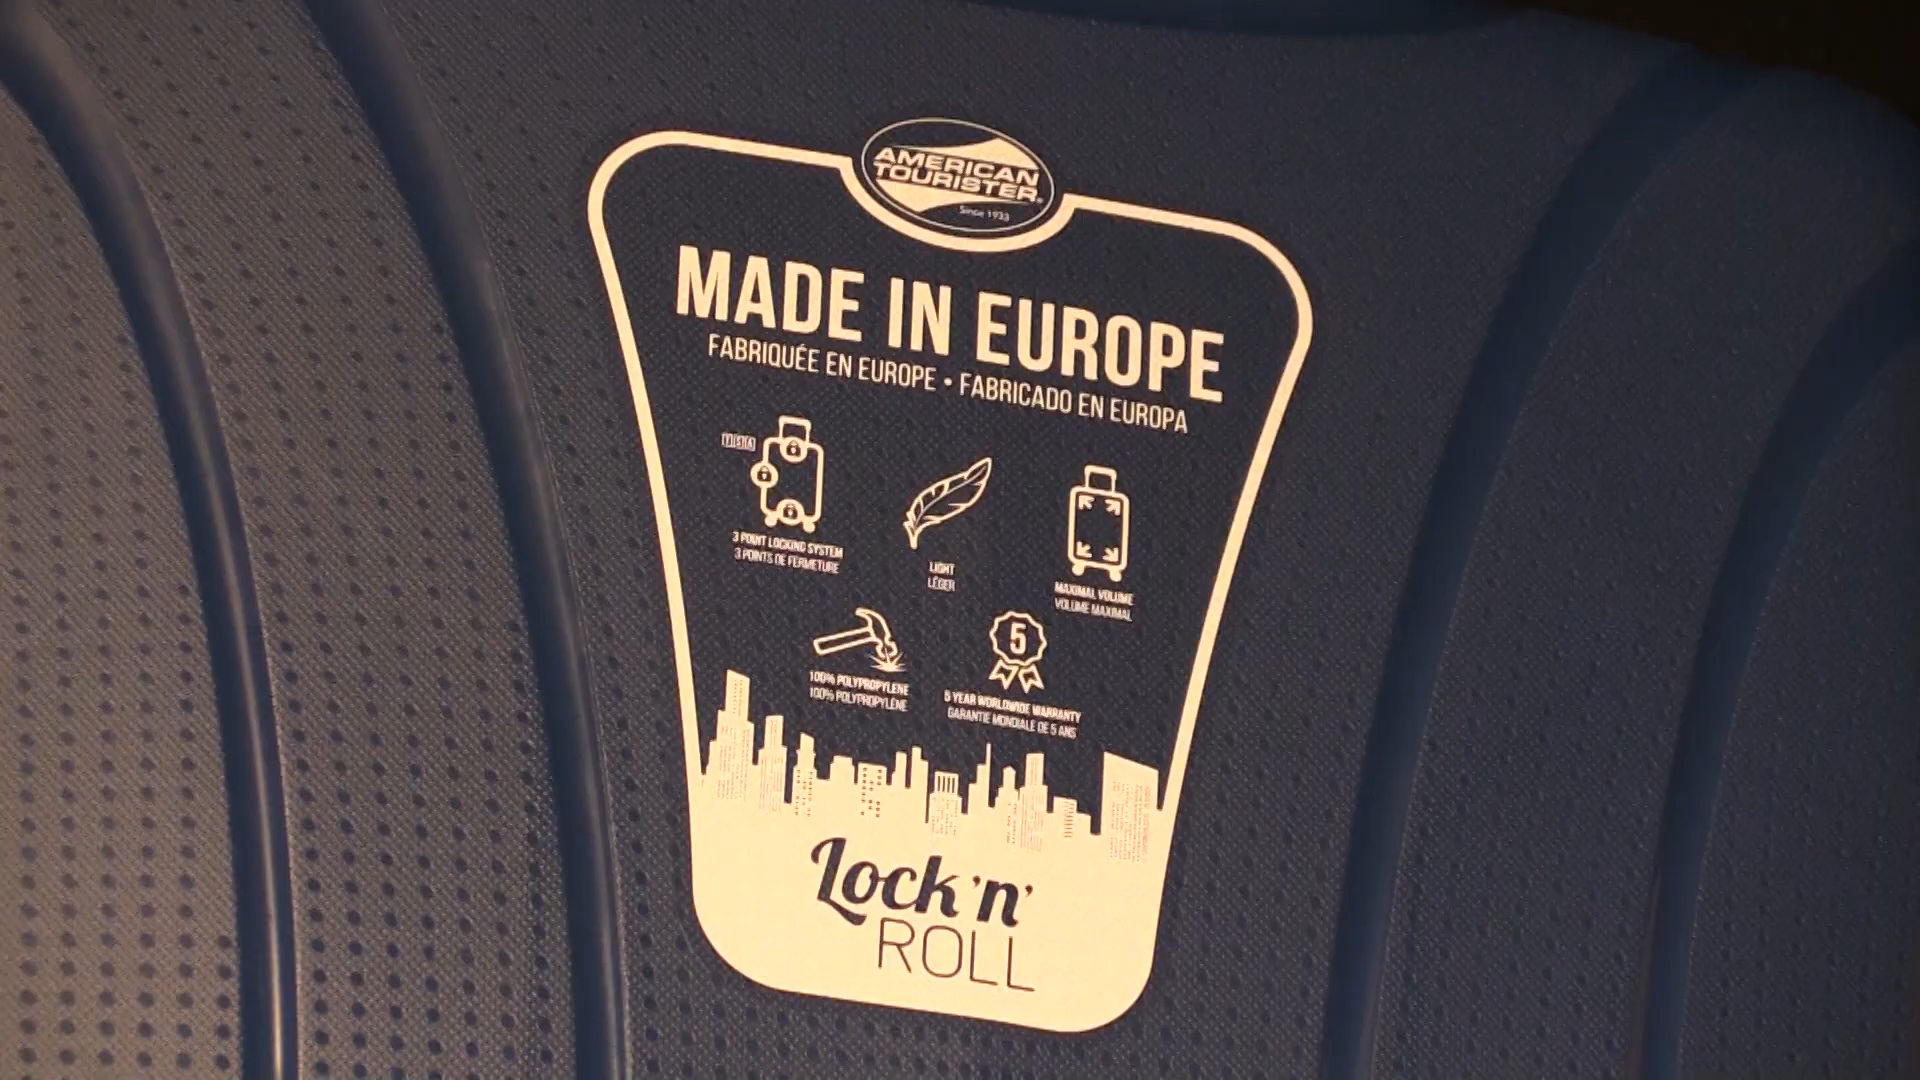 AMERICAN
TOURISTER®
Since 1933
MADE IN EUROPE
FABRIQUÉE EN EUROPE • FABRICADO EN EUROPA
TSA
3 POINT LOCKING SYSTEM
3 POINTS DE FERMETURE
LIGHT
LÉGER
MAXIMAL VOLUME
VOLUME MAXIMAL
100% POLYPROPYLENE
100% POLYPROPYLÈNE
5
5 YEAR WORLDWIDE WARRANTY
GARANTIE MONDIALE DE 5 ANS
Lock 'n'
ROLL